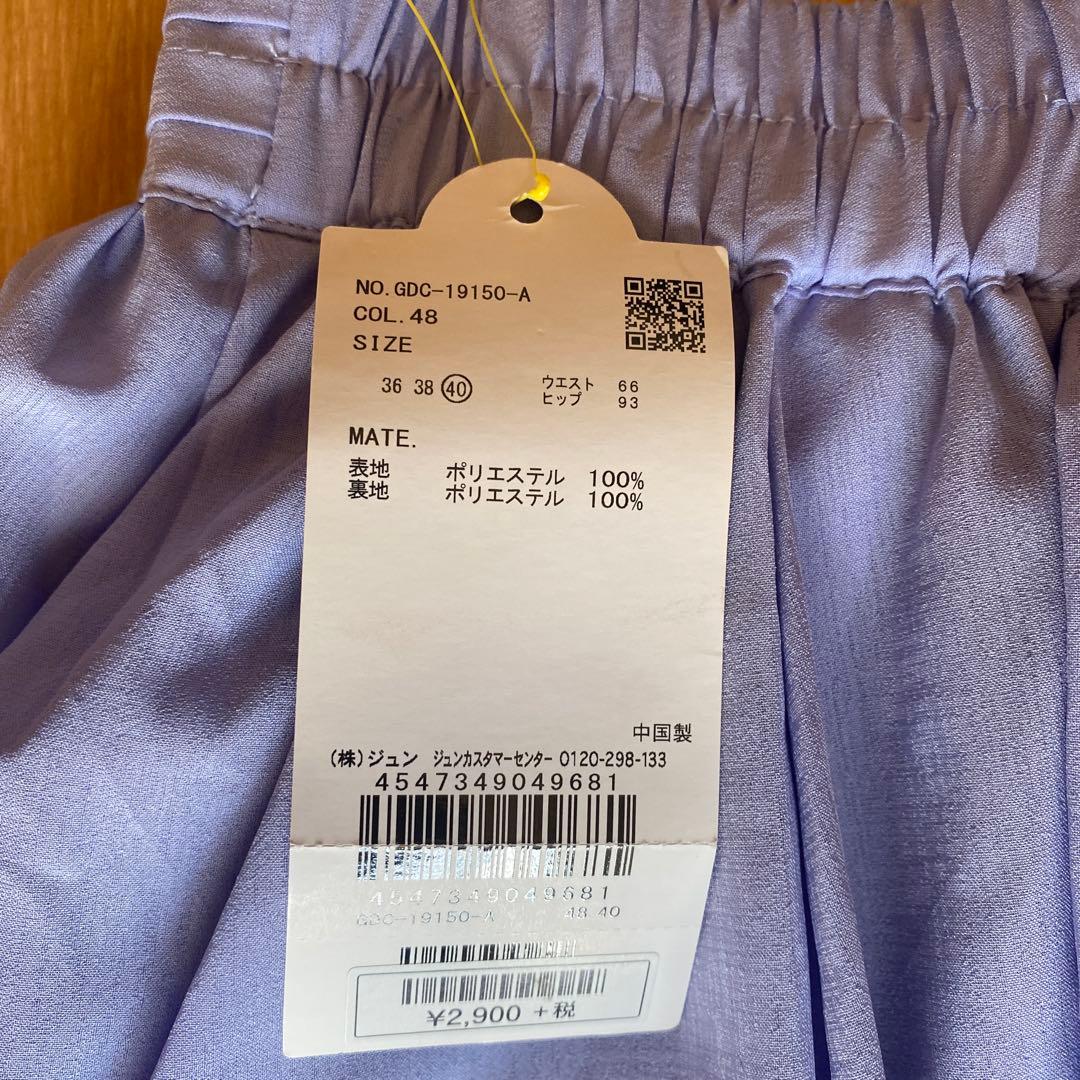 NO.GDC-19150-A
COL.48
SIZE
36 38 40 ウエスト 66
ヒップ 93
MATE.
表地 ポリエステル 100%
裏地 ポリエステル 100%
中国製
(株)ジュン ジュンカスタマーセンター 0120-298-133
4547349049681
4547349049681
GDC-19150-A 48 40
¥2,900 +税